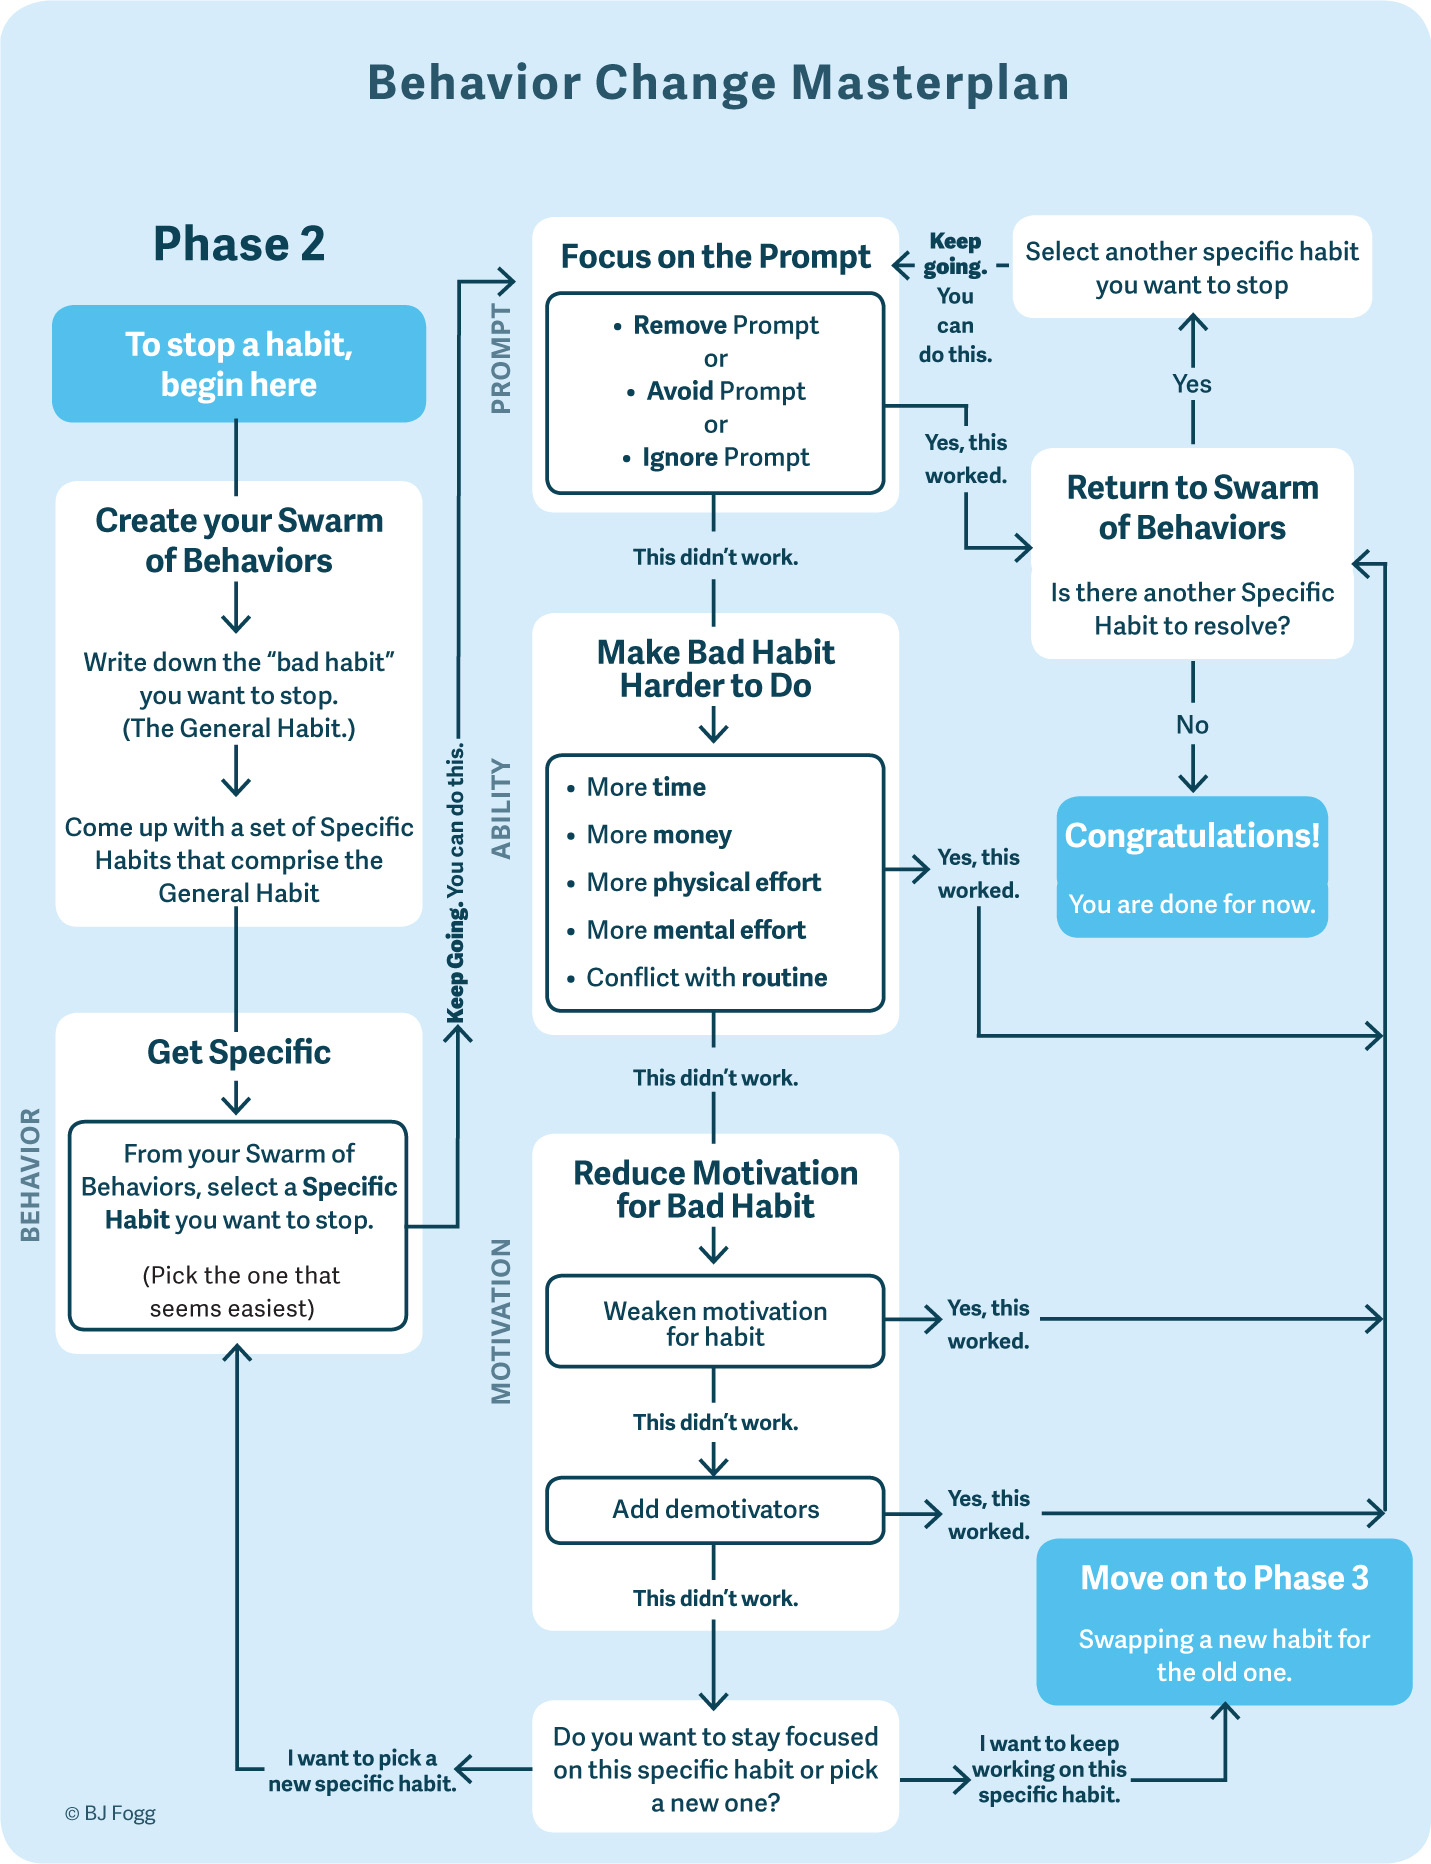 Behavior Change Masterplan
Phase 2
To stop a habit,
begin here
Create your Swarm
of Behaviors
Write down the “bad habit”
you want to stop.
(The General Habit.)
Come up with a set of Specific
Habits that comprise the
General Habit
BEHAVIOR
Get Specific
From your Swarm of
Behaviors, select a Specific
Habit you want to stop.
(Pick the one that
seems easiest)
Keep Going. You can do this.
PROMPT
Focus on the Prompt
• Remove Prompt
or
• Avoid Prompt
or
• Ignore Prompt
Yes, this
worked.
This didn’t work.
ABILITY
Make Bad Habit
Harder to Do
• More time
• More money
• More physical effort
• More mental effort
• Conflict with routine
Yes, this
worked.
This didn’t work.
MOTIVATION
Reduce Motivation
for Bad Habit
Weaken motivation
for habit
Yes, this
worked.
This didn’t work.
Add demotivators
Yes, this
worked.
This didn’t work.
Do you want to stay focused
on this specific habit or pick
a new one?
I want to pick a
new specific habit.
I want to keep
working on this
specific habit.
Move on to Phase 3
Swapping a new habit for
the old one.
Return to Swarm
of Behaviors
Is there another Specific
Habit to resolve?
Yes
Select another specific habit
you want to stop
Keep
going.
You
can
do this.
No
Congratulations!
You are done for now.
© BJ Fogg